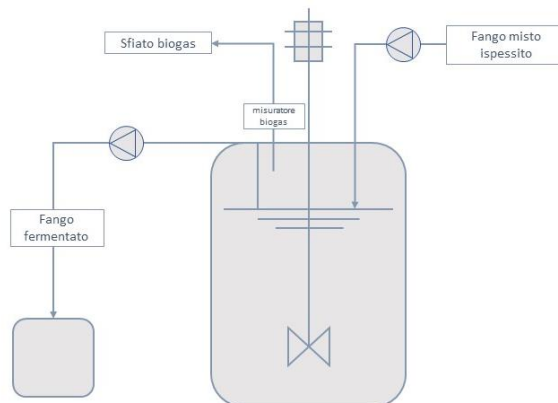 Sfiato biogas
Fango misto
ispessito
misuratore
biogas
Fango
fermentato